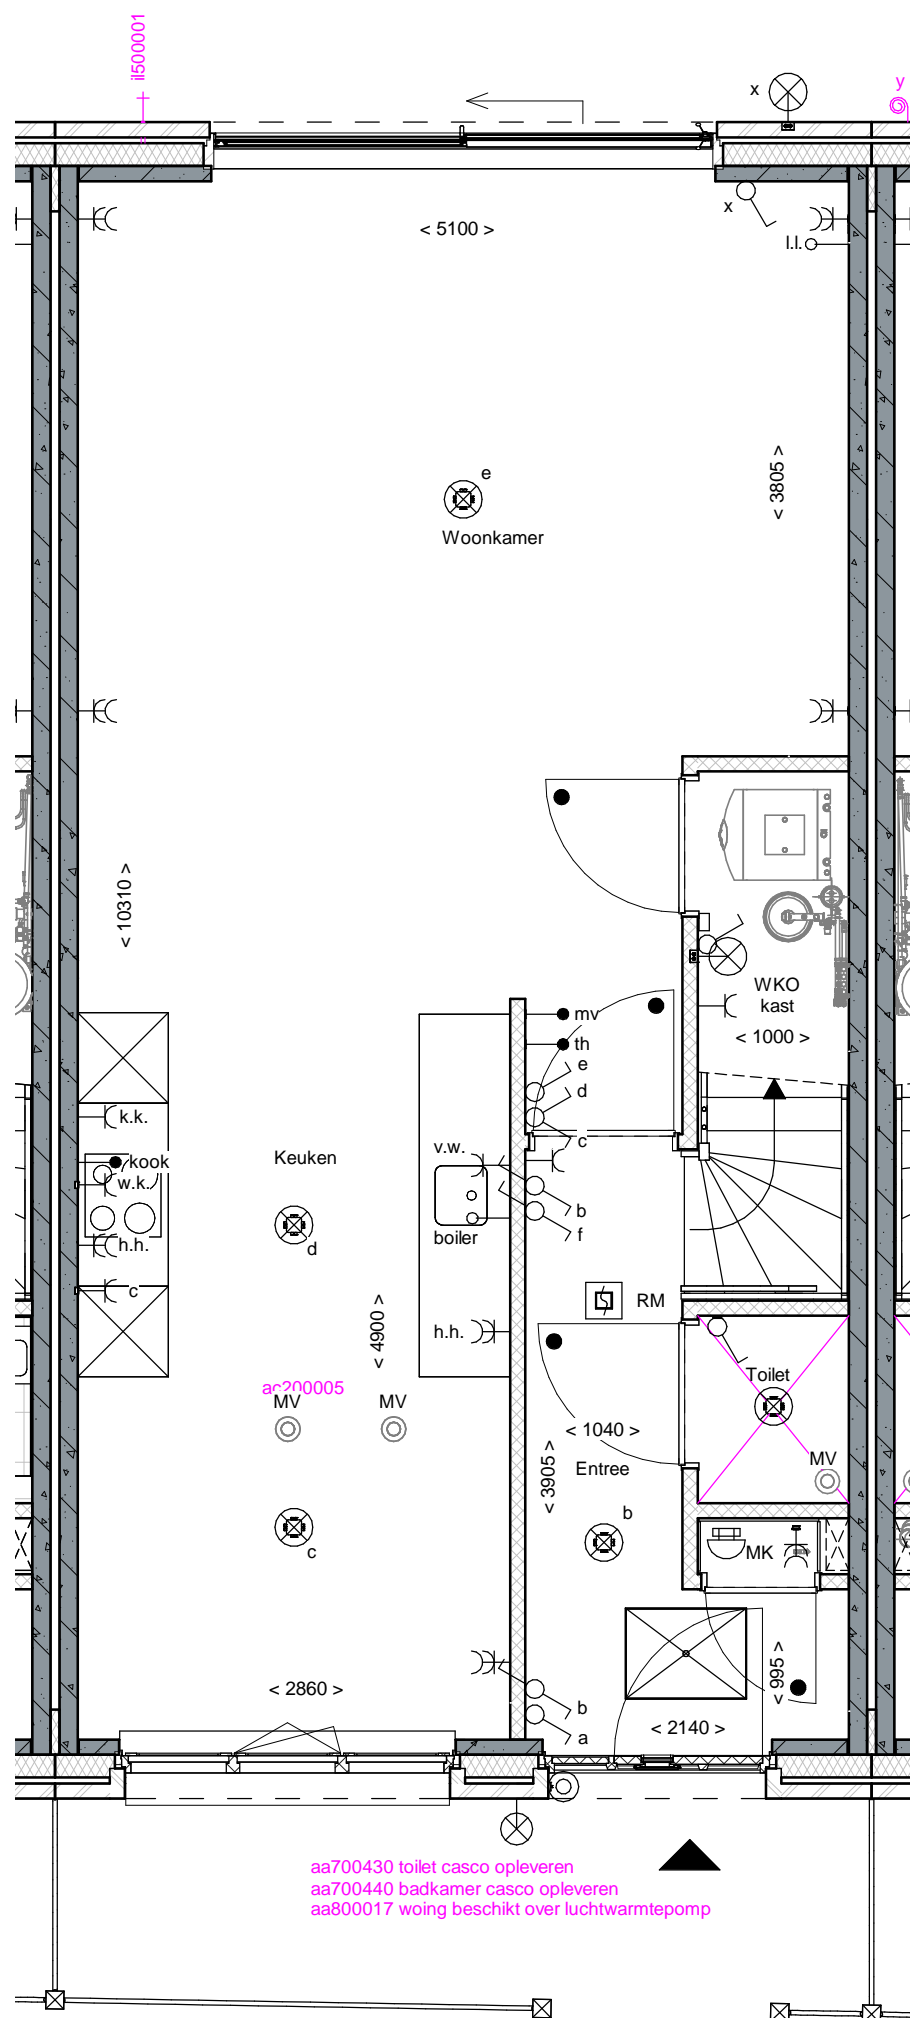 il500001
x
y
x
< 5100 >
l.l.
< 3805 >
e
Woonkamer
< 10310 >
WKO
kast
< 1000 >
mv
th
e
d
c
k.k.
kook
w.k.
h.h.
c
Keuken
d
v.w.
boiler
b
f
h.h.
RM
< 4900 >
ac200005
MV
MV
Toilet
MV
< 1040 >
Entree
< 3905 >
b
c
MK
< 995 >
< 2860 >
b
a
< 2140 >
aa700430 toilet casco opleveren
aa700440 badkamer casco opleveren
aa800017 woing beschikt over luchtwarmtepomp